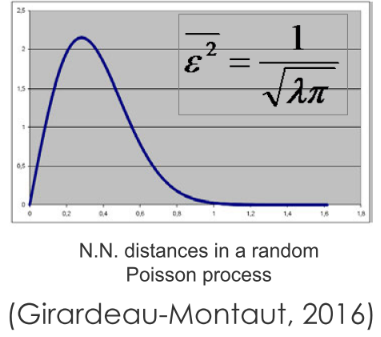 2,5
2
1,5
1
0,5
0
0 0,2 0,4 0,6 0,8 1 1,2 1,4 1,6 1,8
ε² = 1 / √λπ
N.N. distances in a random
Poisson process
(Girardeau-Montaut, 2016)